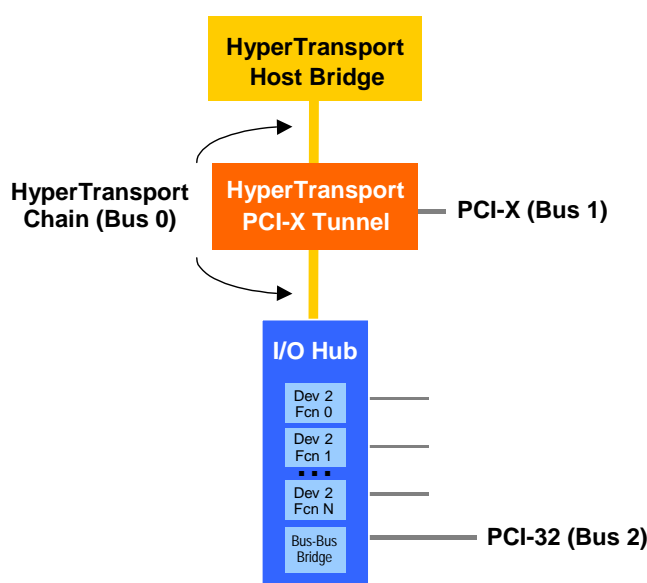 HyperTransport
Host Bridge
HyperTransport
Chain (Bus 0)
HyperTransport
PCI-X Tunnel
PCI-X (Bus 1)
I/O Hub
Dev 2
Fcn 0
Dev 2
Fcn 1
...
Dev 2
Fcn N
Bus-Bus
Bridge
PCI-32 (Bus 2)